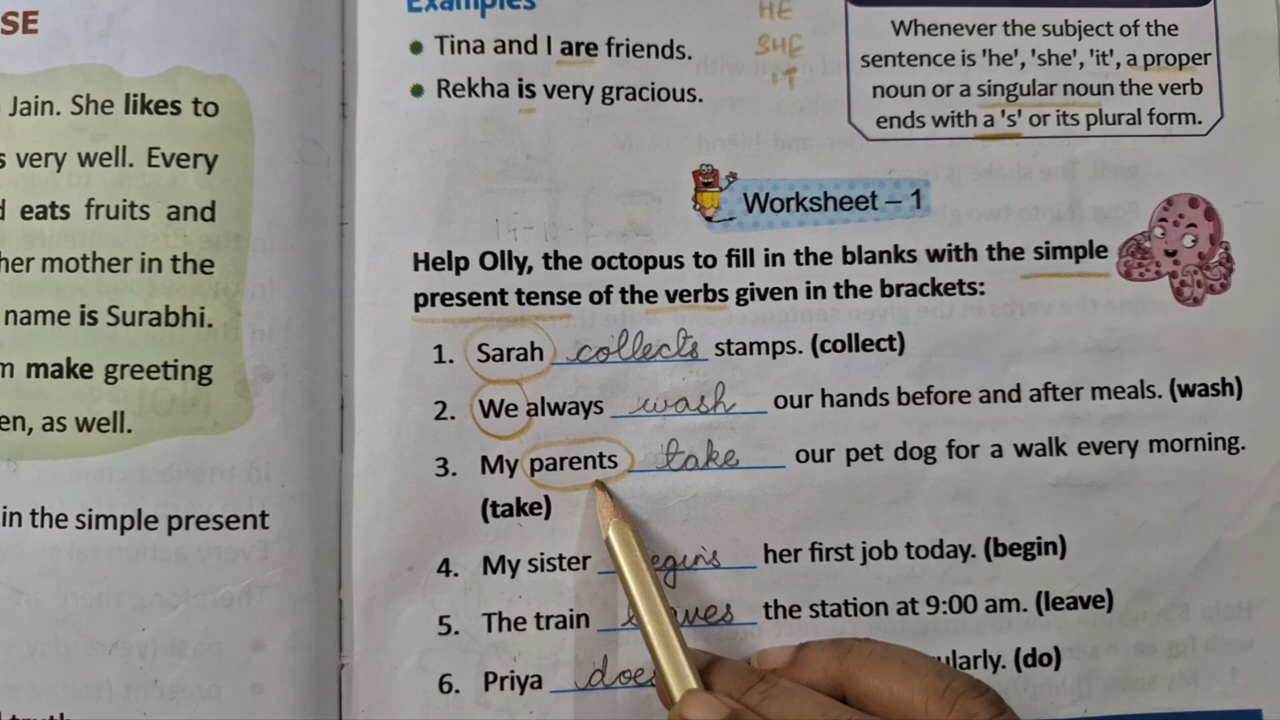 SE
Jain. She likes to
very well. Every
eats fruits and
her mother in the
name is Surabhi.
make greeting
en, as well.
in the simple present
Examples
• Tina and I are friends.
• Rekha is very gracious.
HE
SHE
IT
Whenever the subject of the
sentence is 'he', 'she', 'it', a proper
noun or a singular noun the verb
ends with a 's' or its plural form.
Worksheet – 1
Help Olly, the octopus to fill in the blanks with the simple
present tense of the verbs given in the brackets:
1. Sarah collects stamps. (collect)
2. We always wash our hands before and after meals. (wash)
3. My parents take our pet dog for a walk every morning.
(take)
4. My sister begins her first job today. (begin)
5. The train leaves the station at 9:00 am. (leave)
6. Priya does ularly. (do)